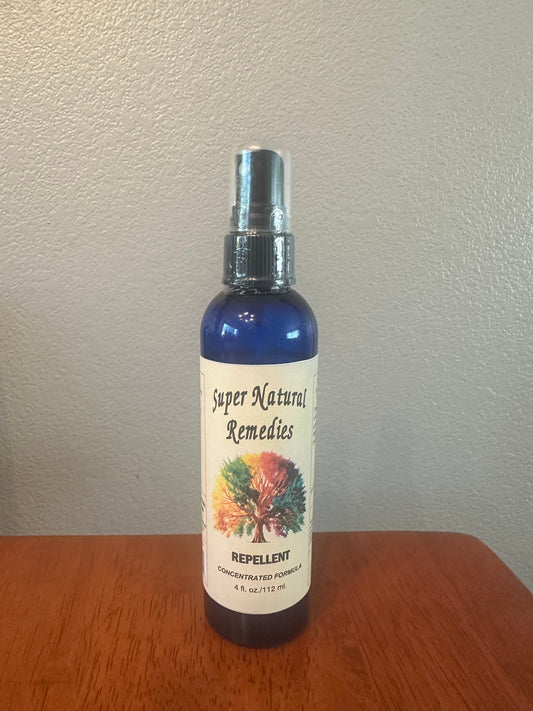 Super Natural
Remedies
REPELLENT
CONCENTRATED FORMULA
4 fl. oz./112 ml.